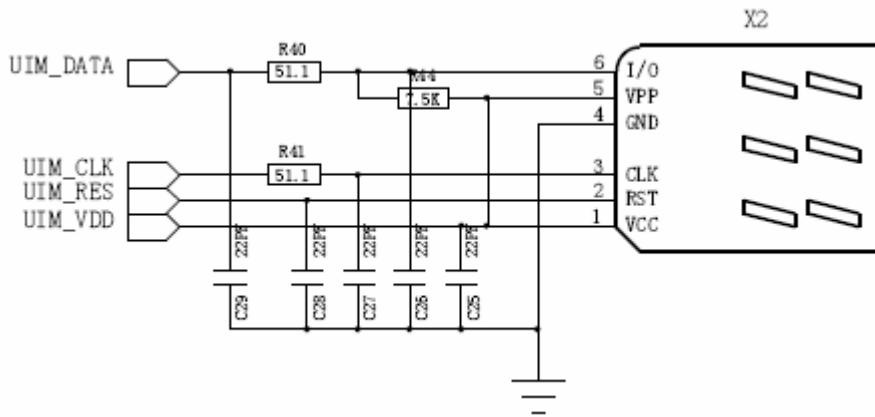 X2
R40
UIM_DATA
51.1
6
I/O
R44
7.5K
5
VPP
4
GND
R41
UIM_CLK
51.1
3
CLK
UIM_RES
2
RST
UIM_VDD
1
VCC
22PF
22PF
22PF
22PF
22PF
C29
C28
C27
C26
C25